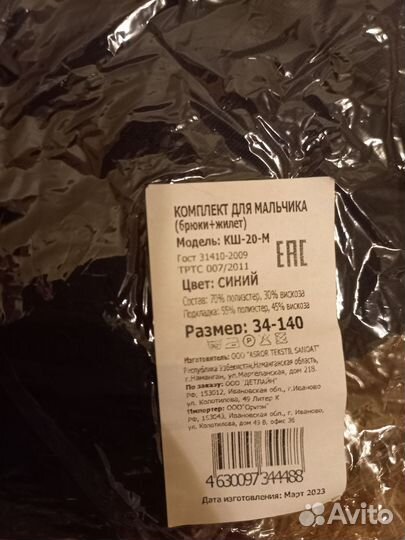 КОМПЛЕКТ ДЛЯ МАЛЬЧИКА
(брюки+жилет)
Модель: КШ-20-М
Гост 31410-2009
ТРТС 007/2011
EAC
Цвет: СИНИЙ
Состав: 70% полиэстер, 30% вискоза
Подкладка: 55% полиэстер, 45% вискоза
Размер: 34-140
Изготовитель: ООО "ASROR TEKSTIL SANOAT"
Республика Узбекистан, Наманганская область,
г.Наманган, ул.Маргеланская, дом 218.
По заказу: ООО "ДЕТЛАЙН"
РФ, 153012, Ивановская обл., г.Иваново
ул. Колотилова, 49 Литер К
Импортер: ООО"Оригм"
РФ, 153043, Ивановская обл., г. Иваново,
ул. Колотилова, дом 49 В, офис 36
4630097344488
Дата изготовления: Март 2023
Avito